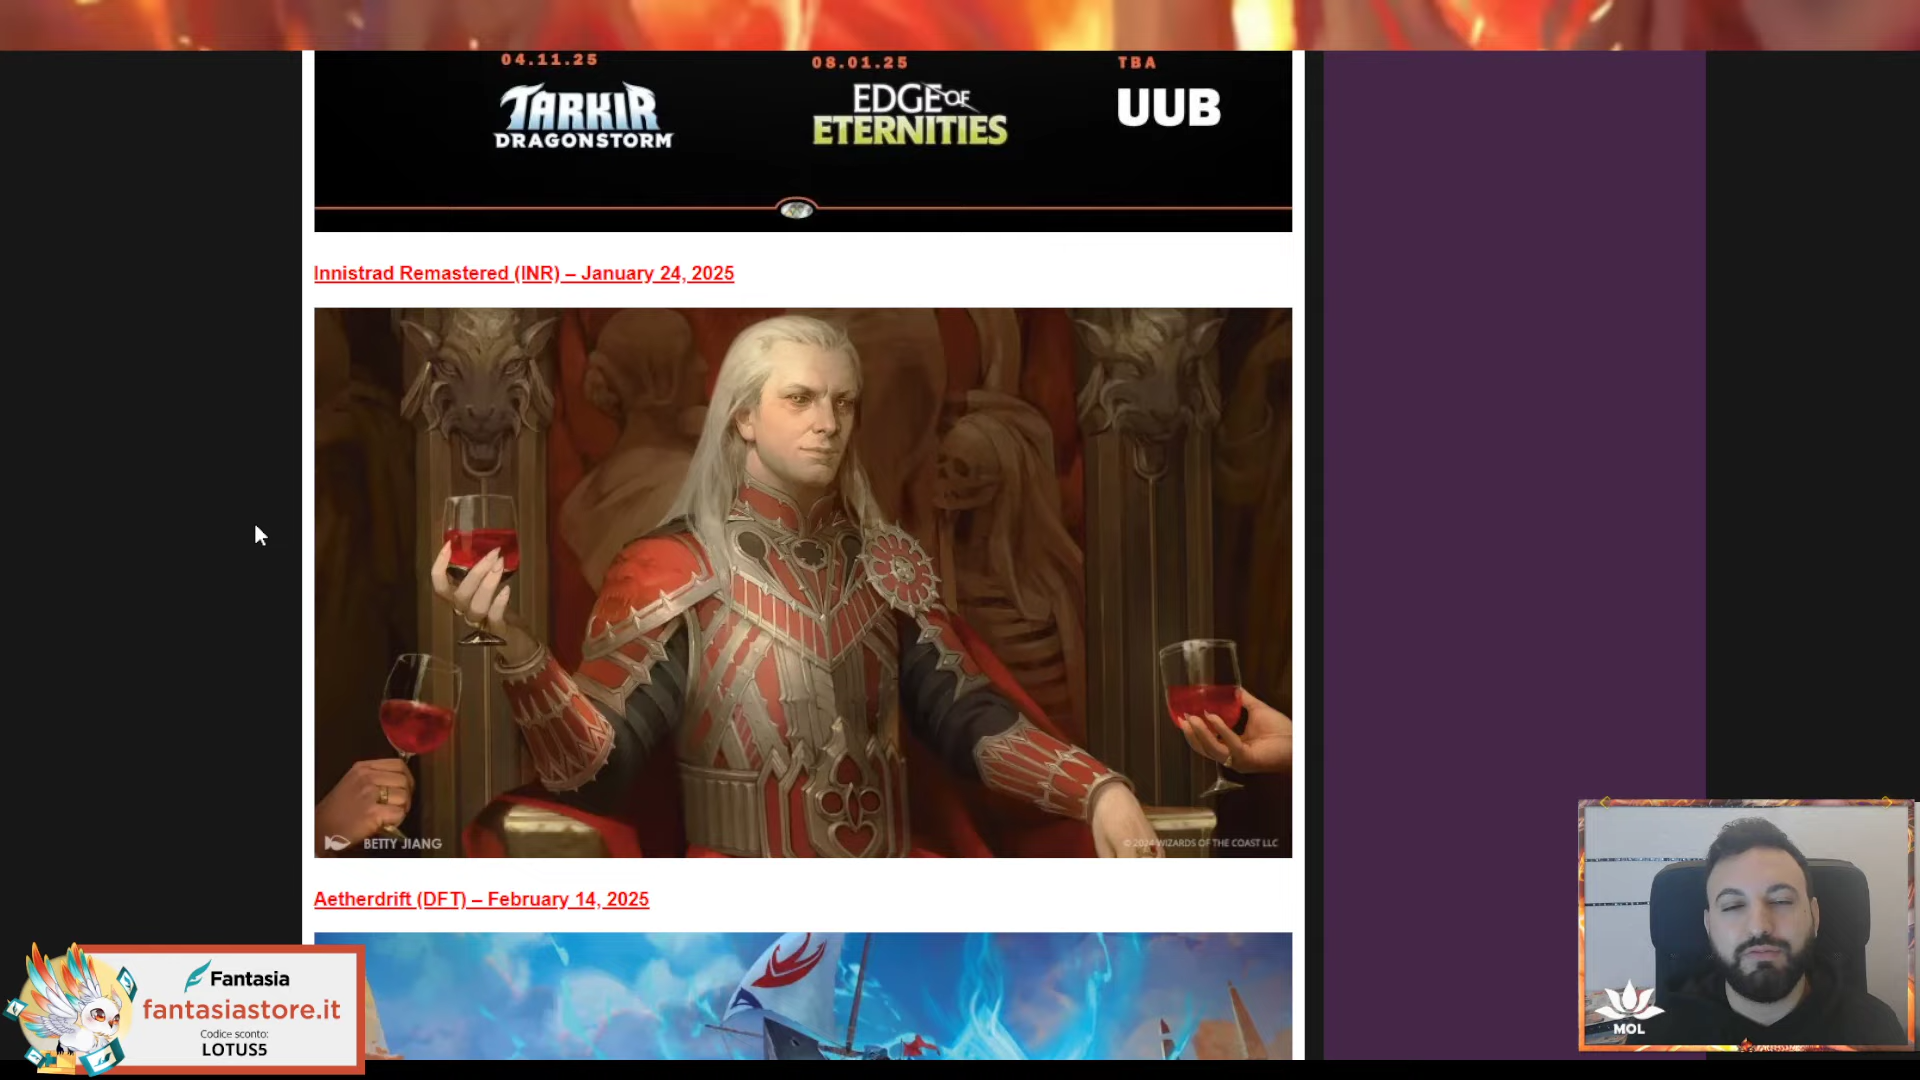 04.11.25
TARKIR
DRAGONSTORM
08.01.25
EDGE OF
ETERNITIES
TBA
UUB
Innistrad Remastered (INR) – January 24, 2025
BETTY JIANG
© 2024 WIZARDS OF THE COAST LLC
Aetherdrift (DFT) – February 14, 2025
Fantasia
fantasiastore.it
Codice sconto:
LOTUS5
MOL